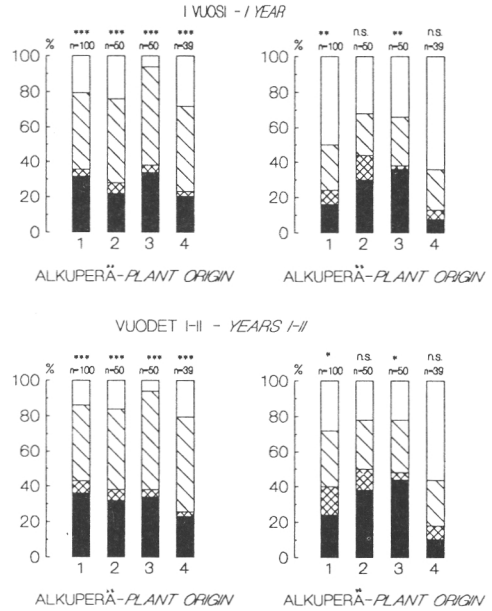 I VUOSI - I YEAR
*** *** *** ***
% n=100 n=50 n=50 n=39
100
80
60
40
20
0
1 2 3 4
ALKUPERÄ-PLANT ORIGIN
** n.s. ** n.s.
% n=100 n=50 n=50 n=39
100
80
60
40
20
0
1 2 3 4
ALKUPERÄ-PLANT ORIGIN
VUODET I-II - YEARS I-II
*** *** *** ***
% n=100 n=50 n=50 n=39
100
80
60
40
20
0
1 2 3 4
ALKUPERÄ-PLANT ORIGIN
* n.s. * n.s.
% n=100 n=50 n=50 n=39
100
80
60
40
20
0
1 2 3 4
ALKUPERÄ-PLANT ORIGIN